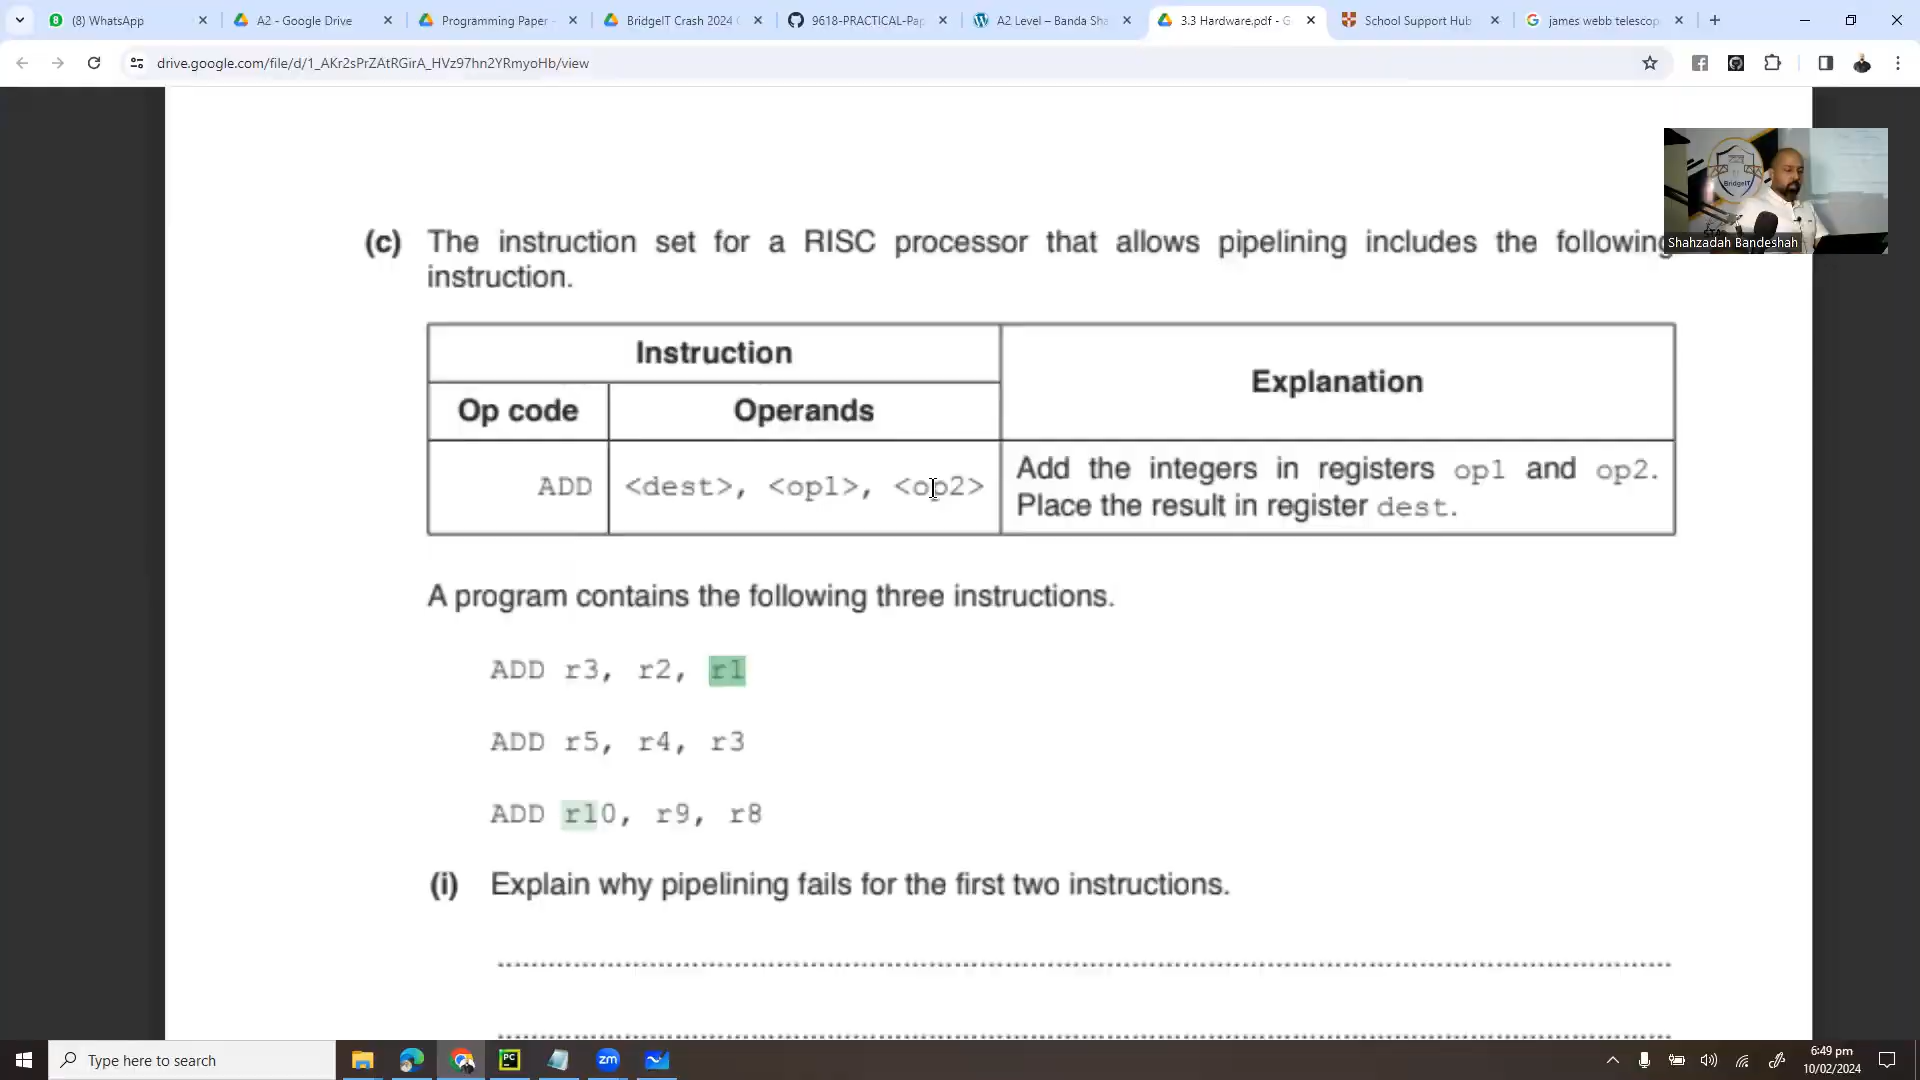 (8) WhatsApp
A2 - Google Drive
Programming Paper -
BridgeIT Crash 2024
9618-PRACTICAL-Pap
A2 Level – Banda Sha
3.3 Hardware.pdf - G
School Support Hub
james webb telescop
drive.google.com/file/d/1_AKr2sPrZAtRGirA_HVz97hn2YRmyoHb/view
BridgeIT
Shahzadah Bandeshah
(c) The instruction set for a RISC processor that allows pipelining includes the following
instruction.
Instruction
Explanation
Op code
Operands
ADD
<dest>, <op1>, <op2>
Add the integers in registers op1 and op2.
Place the result in register dest.
A program contains the following three instructions.
ADD r3, r2, r1
ADD r5, r4, r3
ADD r10, r9, r8
(i) Explain why pipelining fails for the first two instructions.
Type here to search
PC
zm
6:49 pm
10/02/2024